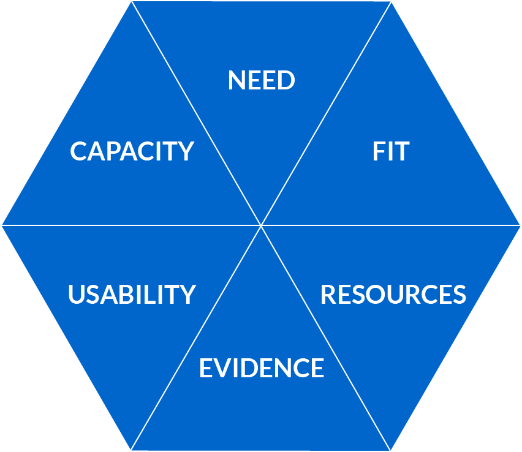 NEED
CAPACITY
FIT
USABILITY
RESOURCES
EVIDENCE